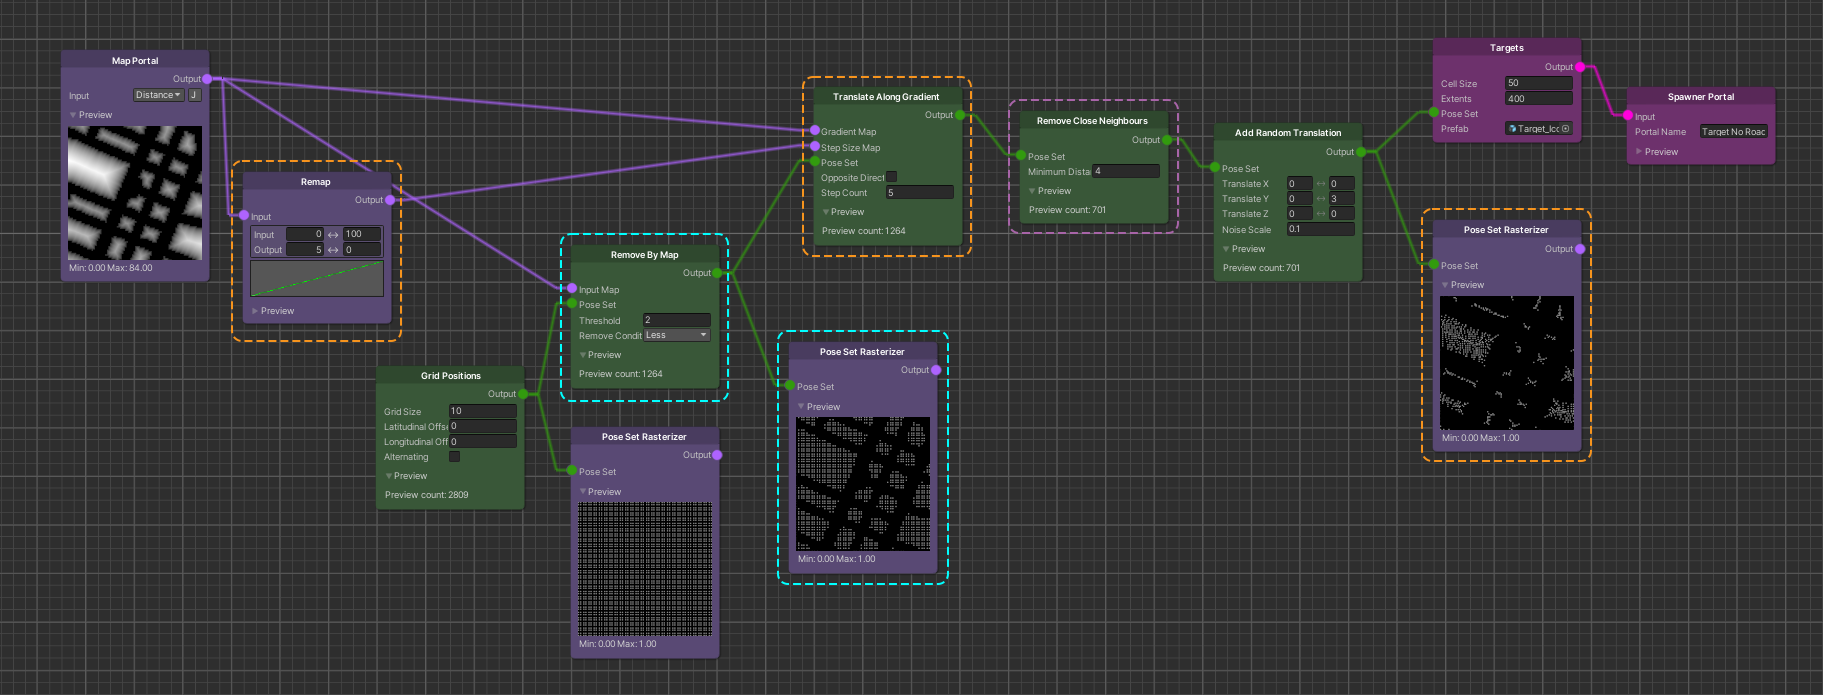 Map Portal
Output
Input Distance J
Preview
Min: 0.00 Max: 84.00
Remap
Output
Input
Input 0 ↔ 100
Output 5 ↔ 0
Preview
Grid Positions
Output
Grid Size 10
Latitudinal Offse 0
Longitudinal Off 0
Alternating
Preview
Preview count: 2809
Remove By Map
Output
Input Map
Pose Set
Threshold 2
Remove Condit Less
Preview
Preview count: 1264
Pose Set Rasterizer
Output
Pose Set
Preview
Min: 0.00 Max: 1.00
Pose Set Rasterizer
Output
Pose Set
Preview
Min: 0.00 Max: 1.00
Translate Along Gradient
Output
Gradient Map
Step Size Map
Pose Set
Opposite Direct
Step Count 5
Preview
Preview count: 1264
Remove Close Neighbours
Output
Pose Set
Minimum Distar 4
Preview
Preview count: 701
Add Random Translation
Output
Pose Set
Translate X 0 ↔ 0
Translate Y 0 ↔ 3
Translate Z 0 ↔ 0
Noise Scale 0.1
Preview
Preview count: 701
Targets
Output
Cell Size 50
Extents 400
Pose Set
Prefab Target_Icc
Spawner Portal
Input
Portal Name Target No Roac
Preview
Pose Set Rasterizer
Output
Pose Set
Preview
Min: 0.00 Max: 1.00